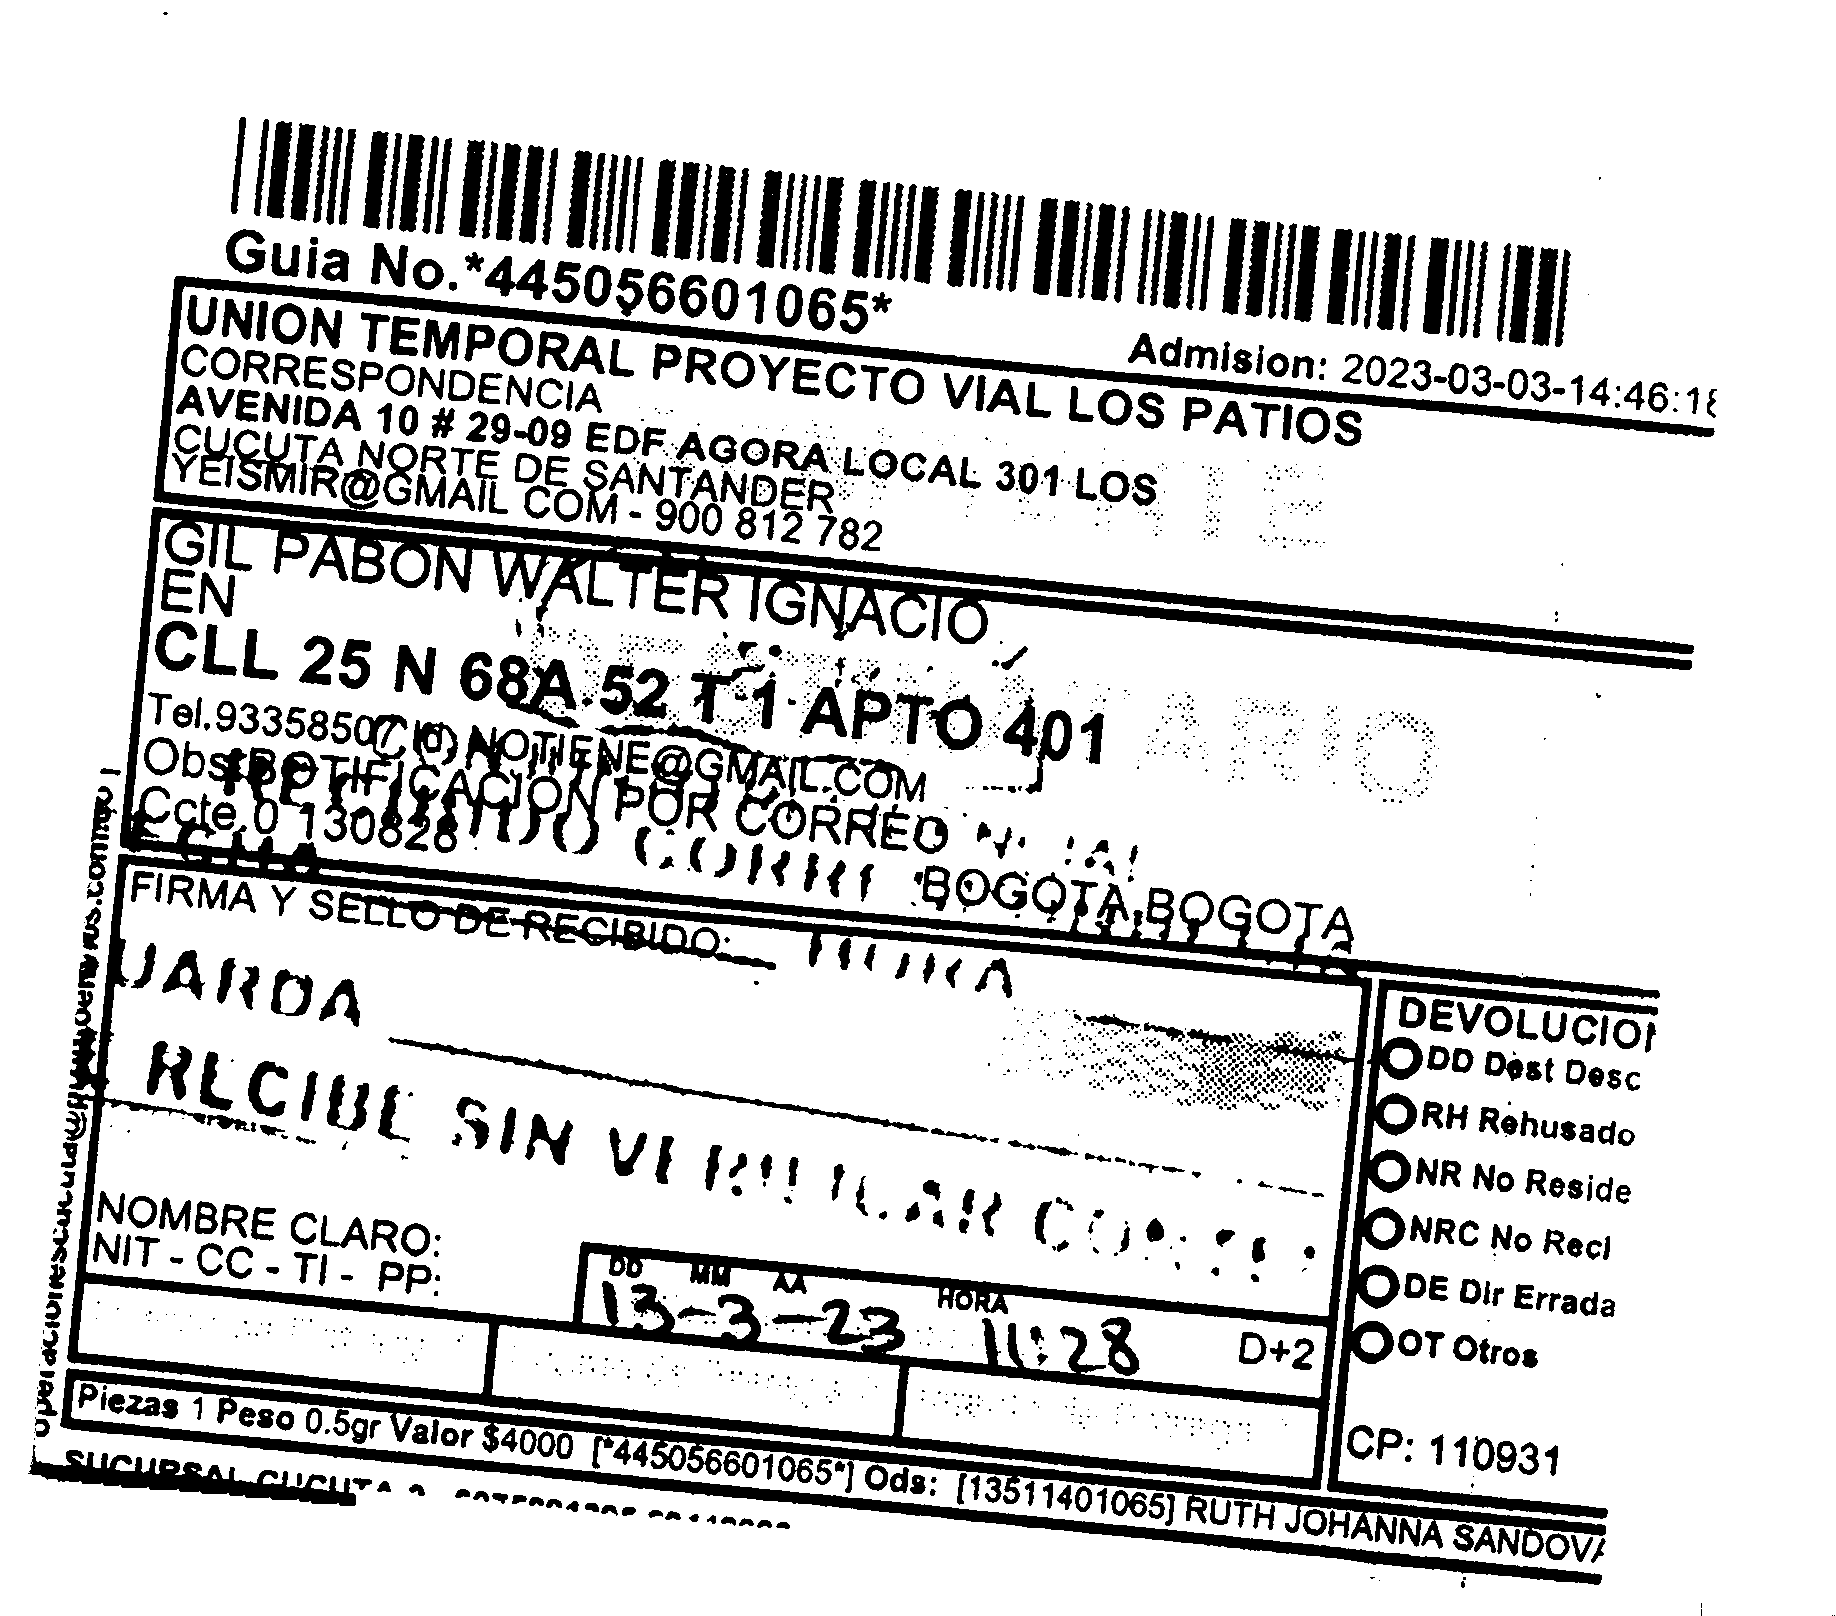 Guia No.*445056601065*
Admision: 2023-03-03-14:46:18
UNION TEMPORAL PROYECTO VIAL LOS PATIOS
CORRESPONDENCIA
AVENIDA 10 # 29-09 EDF AGORA LOCAL 301 LOS
CUCUTA NORTE DE SANTANDER
YEISMIR@GMAIL COM - 900 812 782
GIL PABON WALTER IGNACIO
EN
CLL 25 N 68A 52 T 1 APTO 401
NOTIENE@GMAIL.COM
NOTIFICACION POR CORREO
Ccte.0 130828
BOGOTA,BOGOTA
FIRMA Y SELLO DE RECIBIDO:
HORA
RECIBE SIN VERIFICAR
NOMBRE CLARO:
NIT - CC - TI - PP:
DD MM AA HORA
13-3-23 11:28 D+2
DEVOLUCION
DD Dest Desc
RH Rehusado
NR No Reside
NRC No Recl
DE Dir Errada
OT Otros
CP: 110931
Piezas 1 Peso 0.5gr Valor $4000 [*445056601065*] Ods: [13511401065] RUTH JOHANNA SANDOVA
SUCURSAL CUCUTA